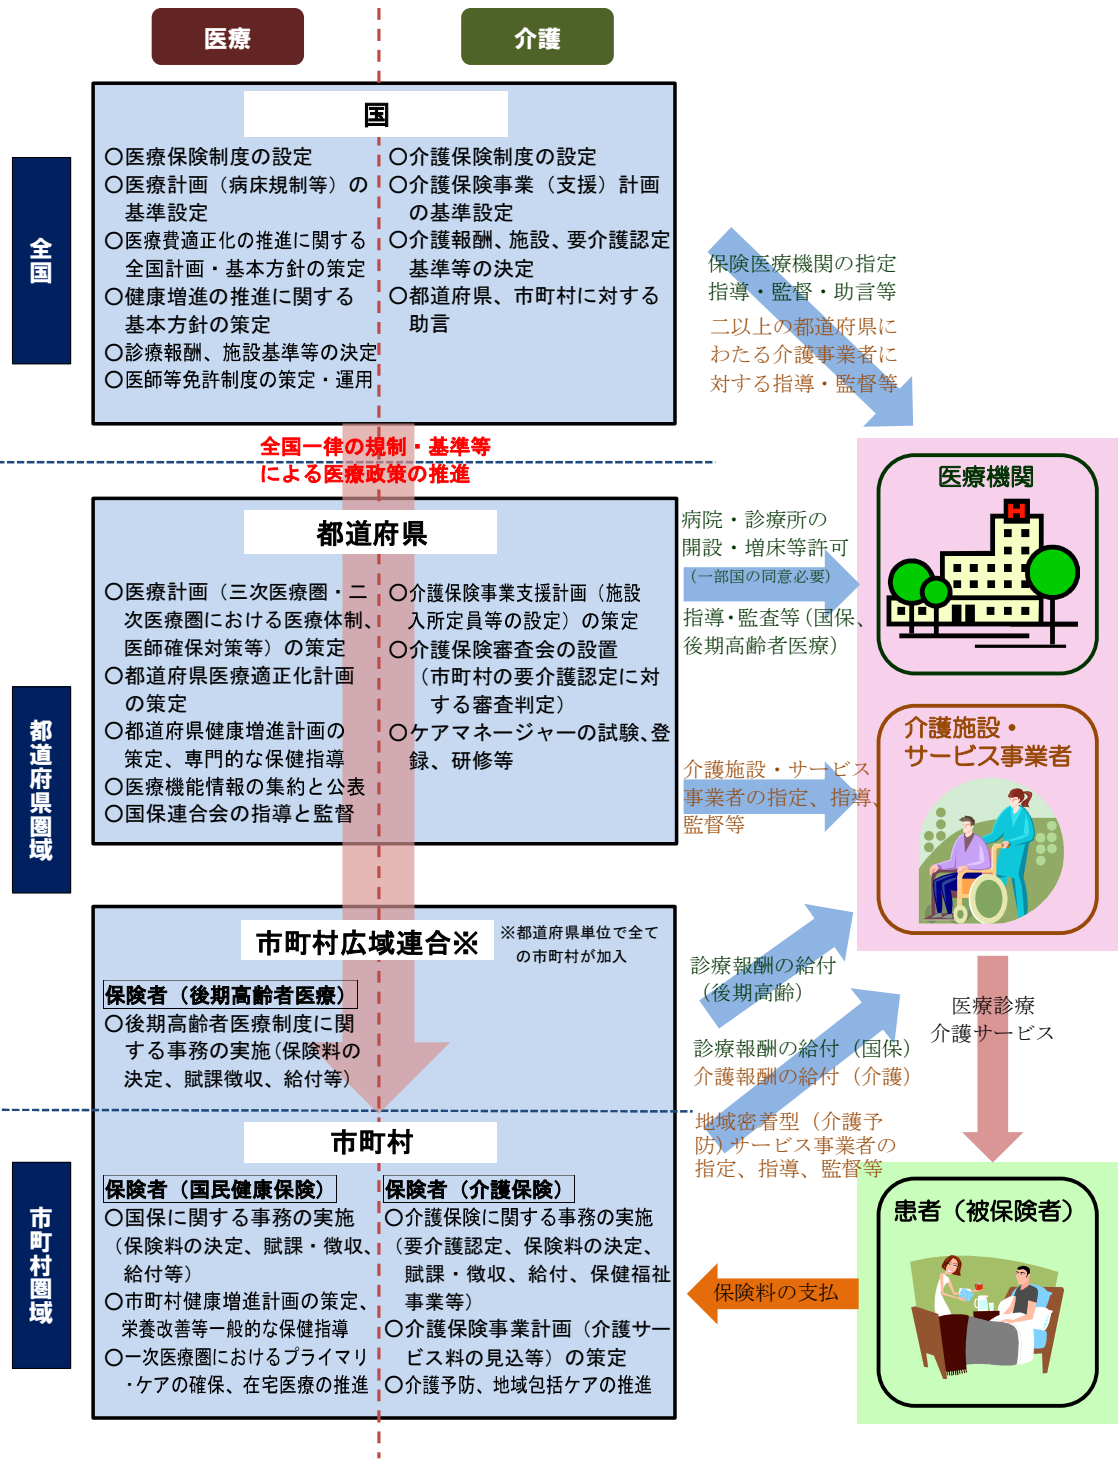 医療
介護
全国
国
○医療保険制度の設定
○医療計画（病床規制等）の
基準設定
○医療費適正化の推進に関する
全国計画・基本方針の策定
○健康増進の推進に関する
基本方針の策定
○診療報酬、施設基準等の決定
○医師等免許制度の策定・運用
○介護保険制度の設定
○介護保険事業（支援）計画
の基準設定
○介護報酬、施設、要介護認定
基準等の決定
○都道府県、市町村に対する
助言
保険医療機関の指定
指導・監督・助言等
二以上の都道府県に
わたる介護事業者に
対する指導・監督等
全国一律の規制・基準等
による医療政策の推進
都道府県圏域
都道府県
○医療計画（三次医療圏・二
次医療圏における医療体制、
医師確保対策等）の策定
○都道府県医療適正化計画
の策定
○都道府県健康増進計画の
策定、専門的な保健指導
○医療機能情報の集約と公表
○国保連合会の指導と監督
○介護保険事業支援計画（施設
入所定員等の設定）の策定
○介護保険審査会の設置
（市町村の要介護認定に対
する審査判定）
○ケアマネージャーの試験、登
録、研修等
病院・診療所の
開設・増床等許可
（一部国の同意必要）
指導・監査等（国保、
後期高齢者医療）
介護施設・サービス
事業者の指定、指導、
監督等
医療機関
H
介護施設・
サービス事業者
市町村広域連合※
※都道府県単位で全て
の市町村が加入
保険者（後期高齢者医療）
○後期高齢者医療制度に関
する事務の実施（保険料の
決定、賦課徴収、給付等）
診療報酬の給付
（後期高齢）
診療報酬の給付（国保）
介護報酬の給付（介護）
地域密着型（介護予
防）サービス事業者の
指定、指導、監督等
医療診療
介護サービス
市町村圏域
市町村
保険者（国民健康保険）
○国保に関する事務の実施
（保険料の決定、賦課・徴収、
給付等）
○市町村健康増進計画の策定、
栄養改善等一般的な保健指導
○一次医療圏におけるプライマリ
・ケアの確保、在宅医療の推進
保険者（介護保険）
○介護保険に関する事務の実施
（要介護認定、保険料の決定、
賦課・徴収、給付、保健福祉
事業等）
○介護保険事業計画（介護サー
ビス料の見込等）の策定
○介護予防、地域包括ケアの推進
保険料の支払
患者（被保険者）